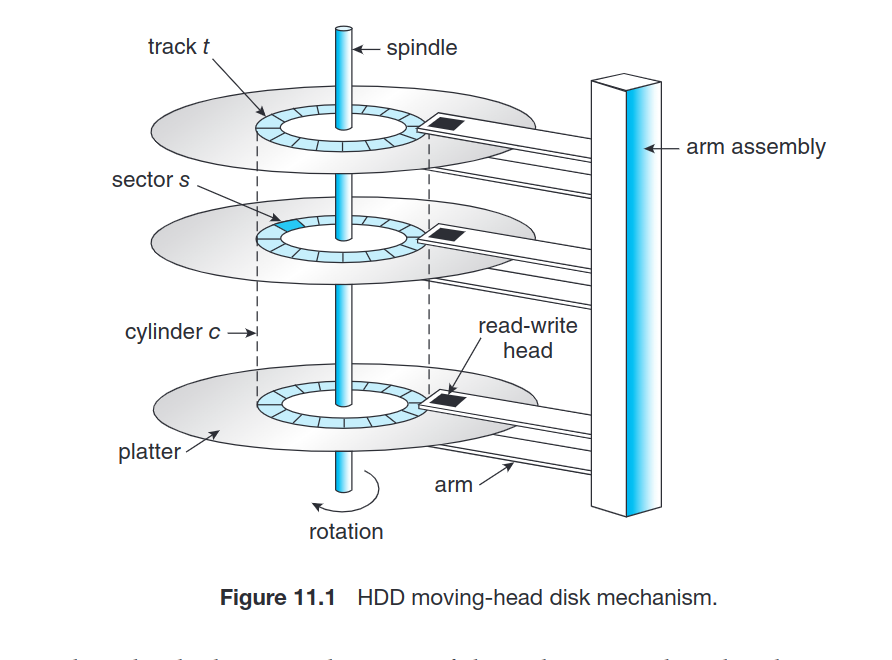 track t
spindle
arm assembly
sector s
read-write
head
cylinder c
platter
arm
rotation
Figure 11.1 HDD moving-head disk mechanism.